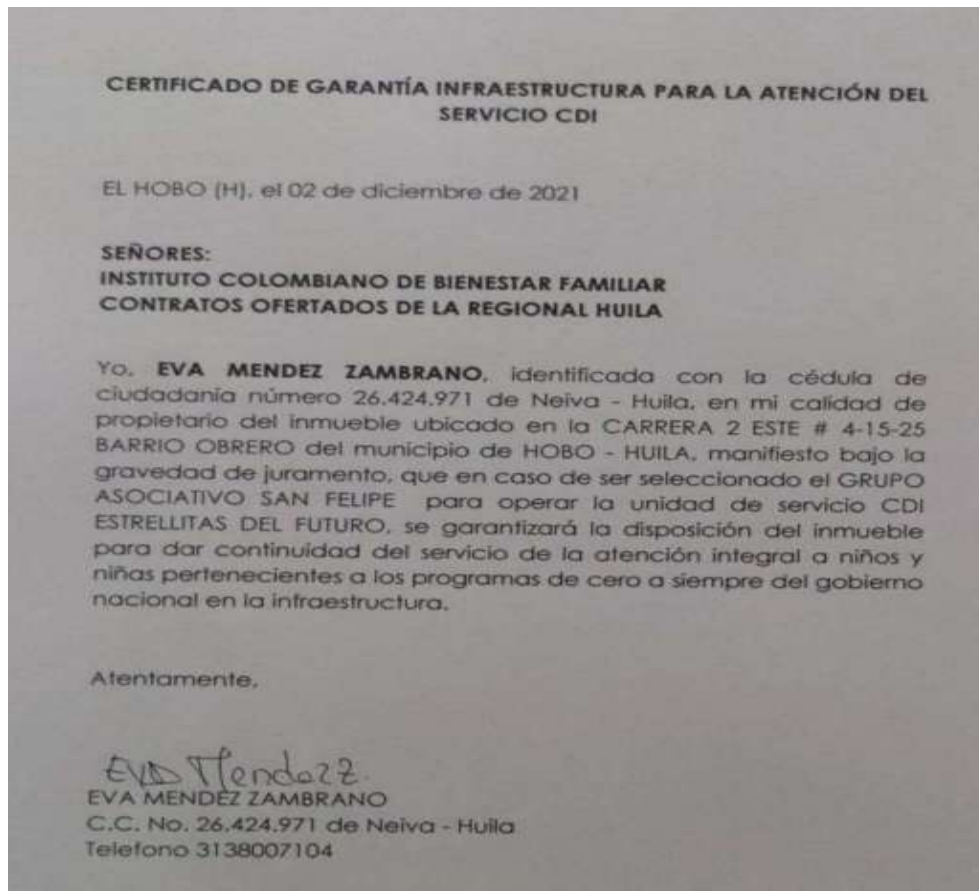 CERTIFICADO DE GARANTÍA INFRAESTRUCTURA PARA LA ATENCIÓN DEL
SERVICIO CDI
EL HOBO (H), el 02 de diciembre de 2021
SEÑORES:
INSTITUTO COLOMBIANO DE BIENESTAR FAMILIAR
CONTRATOS OFERTADOS DE LA REGIONAL HUILA
Yo, EVA MENDEZ ZAMBRANO, identificada con la cédula de
ciudadanía número 26.424.971 de Neiva - Huila, en mi calidad de
propietario del inmueble ubicado en la CARRERA 2 ESTE # 4-15-25
BARRIO OBRERO del municipio de HOBO - HUILA, manifiesto bajo la
gravedad de juramento, que en caso de ser seleccionado el GRUPO
ASOCIATIVO SAN FELIPE para operar la unidad de servicio CDI
ESTRELLITAS DEL FUTURO, se garantizará la disposición del inmueble
para dar continuidad del servicio de la atención integral a niños y
niñas pertenecientes a los programas de cero a siempre del gobierno
nacional en la infraestructura.
Atentamente,
EVA Mendez Z.
EVA MENDEZ ZAMBRANO
C.C. No. 26.424.971 de Neiva - Huila
Telefono 3138007104